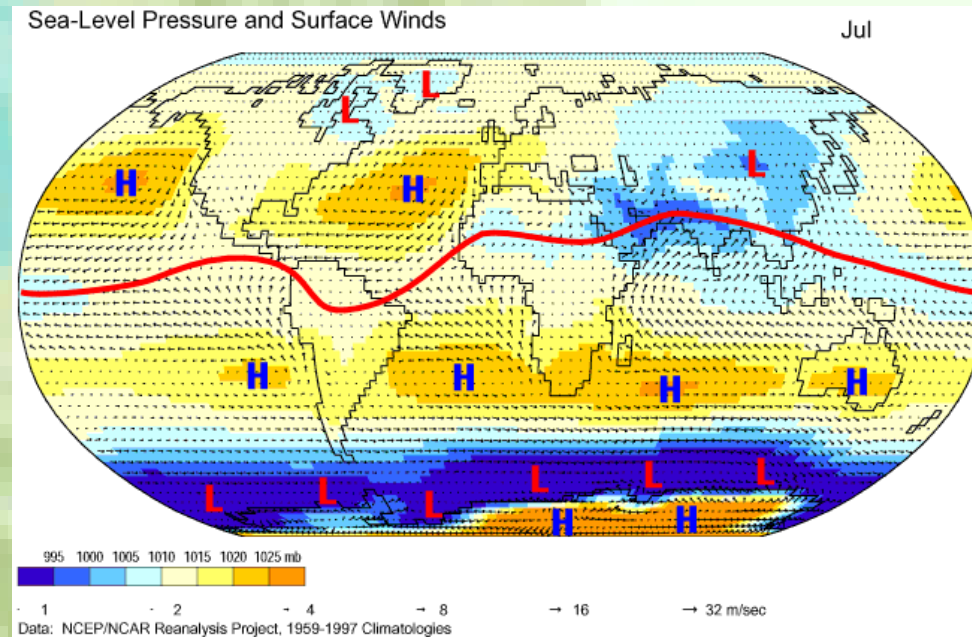 Sea-Level Pressure and Surface Winds
Jul
L
L
H
H
L
H
H
H
H
L
L
L
L
L
L
H
H
995 1000 1005 1010 1015 1020 1025 mb
1 2 4 8 16 32 m/sec
Data: NCEP/NCAR Reanalysis Project, 1959-1997 Climatologies